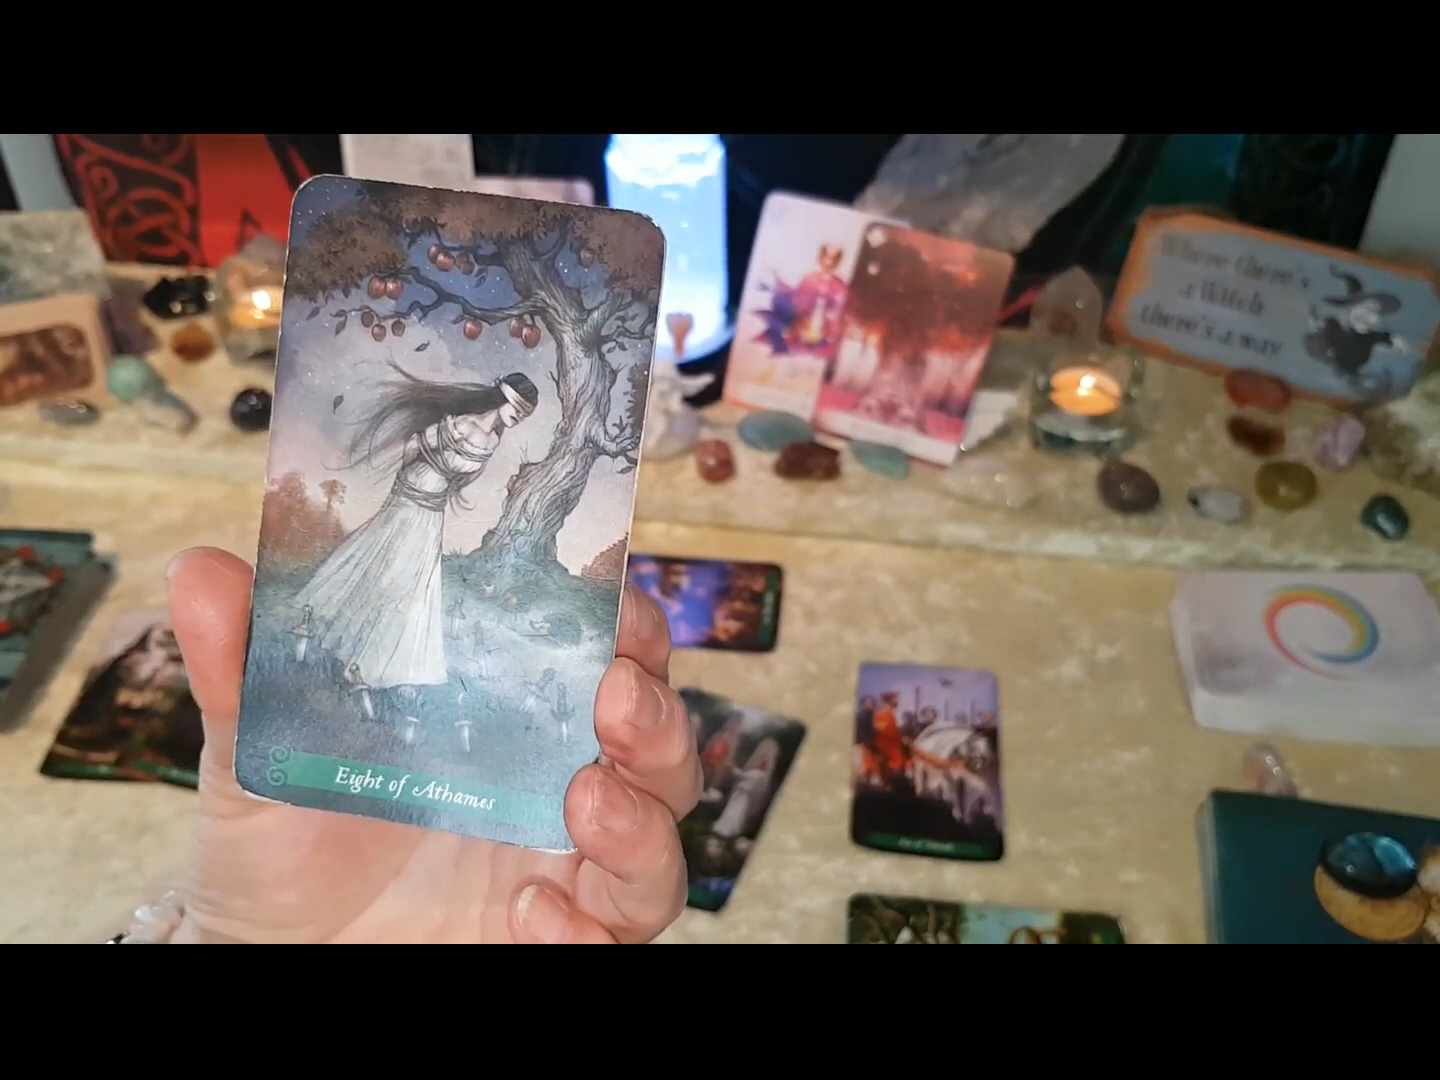 Where there's
a Witch
there's a way
Eight of Athames